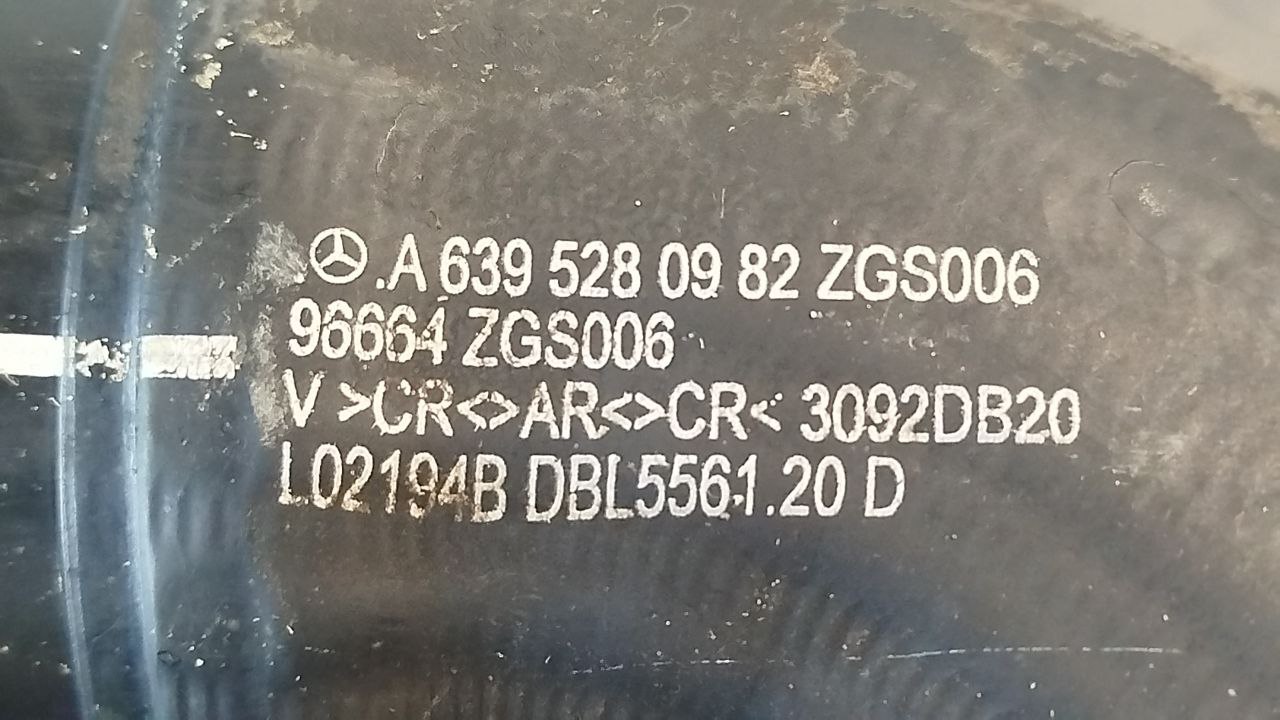 .A 639 528 09 82 ZGS006
96664 ZGS006
V >CR<>AR<>CR< 3092DB20
L02194B DBL5561.20 D